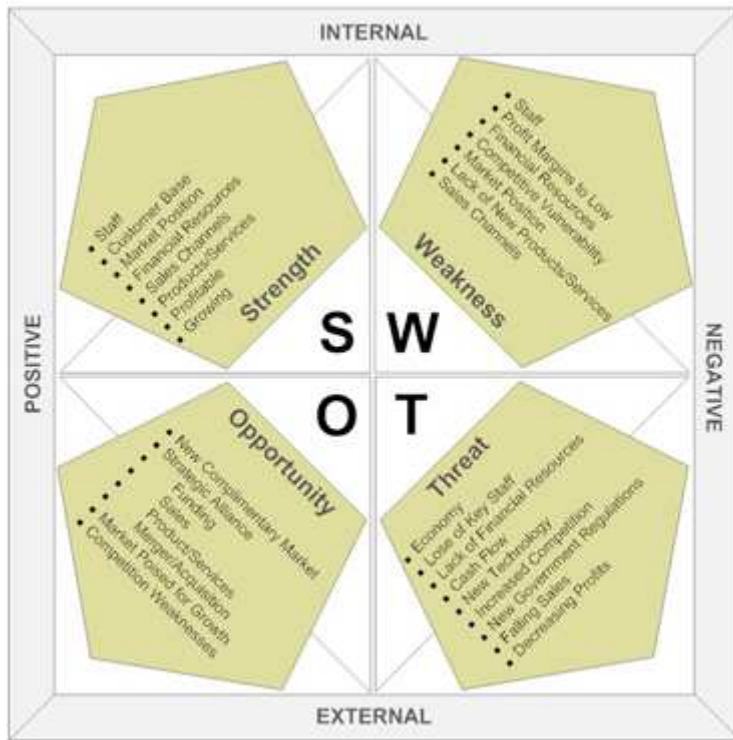 INTERNAL
POSITIVE
NEGATIVE
EXTERNAL
S
W
O
T
Strength
Staff
Customer Base
Market Position
Financial Resources
Sales Channels
Products/Services
Profitable
Growing
Weakness
Staff
Profit Margins to Low
Financial Resources
Competitive Vulnerability
Market Position
Lack of New Products/Services
Sales Channels
Opportunity
New Complimentary Market
Strategic Alliance
Funding
Sales
Product/Services
Merger/Acquisition
Market Poised for Growth
Competition Weaknesses
Threat
Economy
Lose of Key Staff
Lack of Financial Resources
Cash Flow
New Technology
Increased Competition
New Government Regulations
Falling Sales
Decreasing Profits